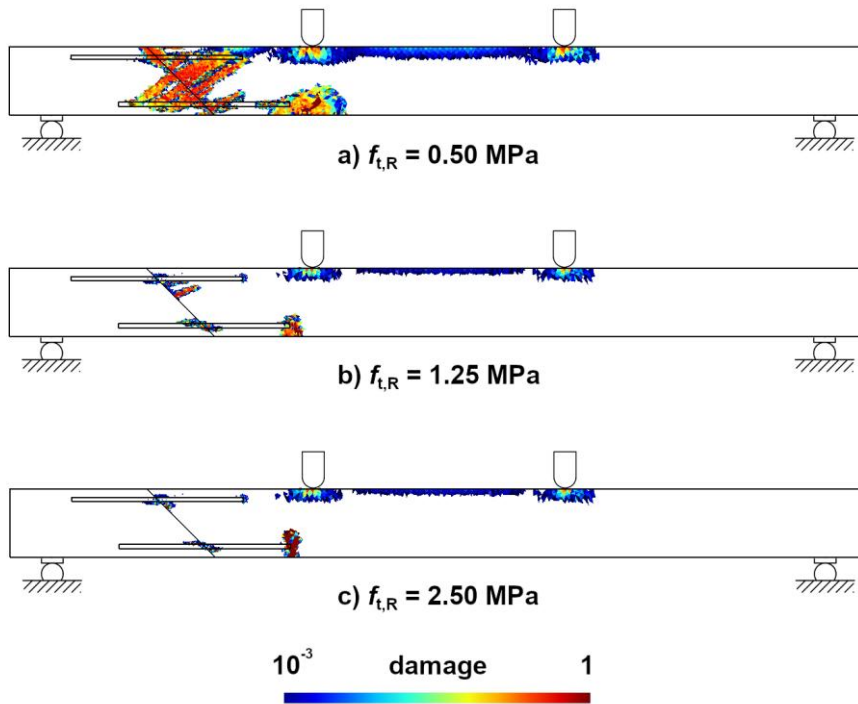 a) f_t,R = 0.50 MPa
b) f_t,R = 1.25 MPa
c) f_t,R = 2.50 MPa
10^-3 damage 1